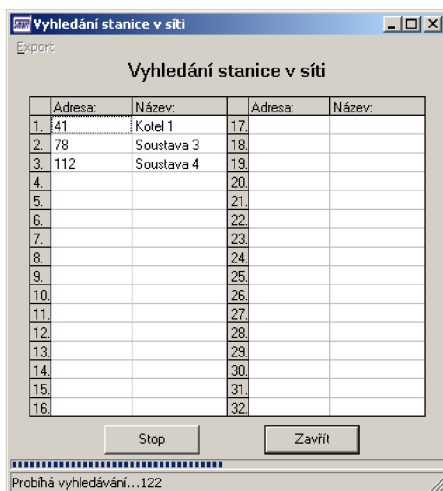 Vyhledání stanice v síti
Export
Vyhledání stanice v síti
Adresa: Název: Adresa: Název:
1. 41 Kotel 1 17.
2. 78 Soustava 3 18.
3. 112 Soustava 4 19.
4. 20.
5. 21.
6. 22.
7. 23.
8. 24.
9. 25.
10. 26.
11. 27.
12. 28.
13. 29.
14. 30.
15. 31.
16. 32.
Stop Zavřít
Probíhá vyhledávání...122